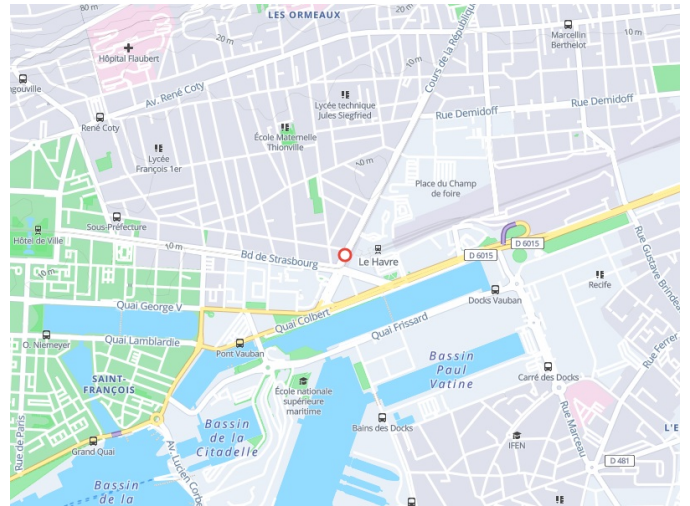 LES ORMEAUX
Marcellin
Berthelot
Hôpital Flaubert
20 m
20 m
10 m
Cours de la République
ngouville
Av. René Coty
Lycée technique
Jules Siegfried
Rue Demidoff
Rue Demidoff
René Coty
École Maternelle
Thionville
Lycée
François 1er
10 m
Place du Champ
de foire
Sous-Préfecture
Hôtel de Ville
10 m
Bd de Strasbourg
Le Havre
D 6015
D 6015
10 m
Rue Gustave Brindeau
Recife
Docks Vauban
Quai George V
Quai Colbert
Quai Frissard
Quai Lamblardie
O. Niemeyer
Pont Vauban
Bassin
Paul
Vatine
Rue Ferrer
Carré des Docks
SAINT-
FRANÇOIS
École nationale
supérieure
maritime
Rue de Paris
Bassin
de la
Citadelle
Bains des Docks
Rue Marceau
L'E
Grand Quai
Av. Lucien Corbe
IFEN
D 481
Bassin
de la